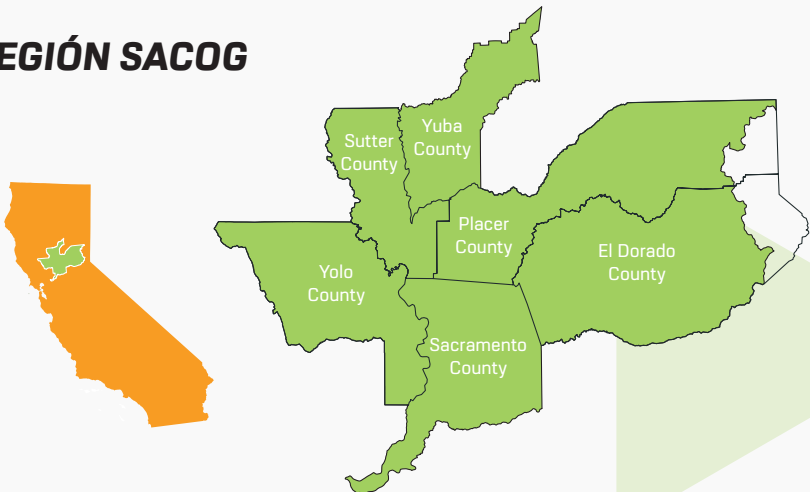 EGIÓN SACOG
Yuba
County
Sutter
County
Placer
County
El Dorado
County
Yolo
County
Sacramento
County